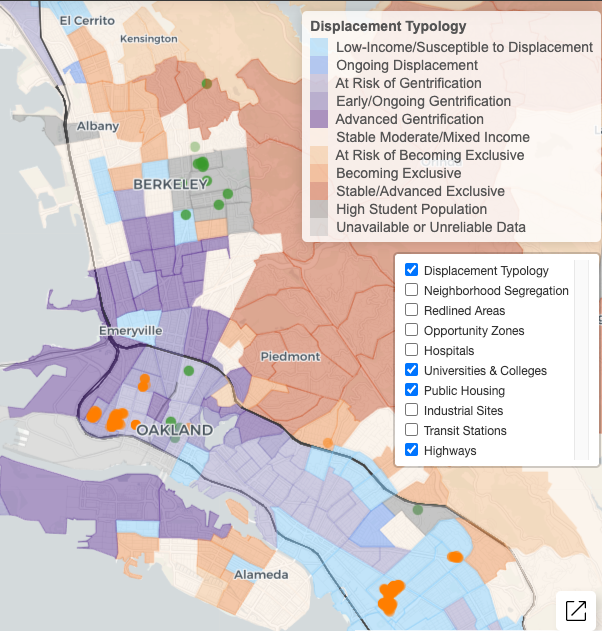 El Cerrito
Kensington
Albany
BERKELEY
Emeryville
Piedmont
OAKLAND
Alameda
Displacement Typology
Low-Income/Susceptible to Displacement
Ongoing Displacement
At Risk of Gentrification
Early/Ongoing Gentrification
Advanced Gentrification
Stable Moderate/Mixed Income
At Risk of Becoming Exclusive
Becoming Exclusive
Stable/Advanced Exclusive
High Student Population
Unavailable or Unreliable Data
Displacement Typology
Neighborhood Segregation
Redlined Areas
Opportunity Zones
Hospitals
Universities & Colleges
Public Housing
Industrial Sites
Transit Stations
Highways